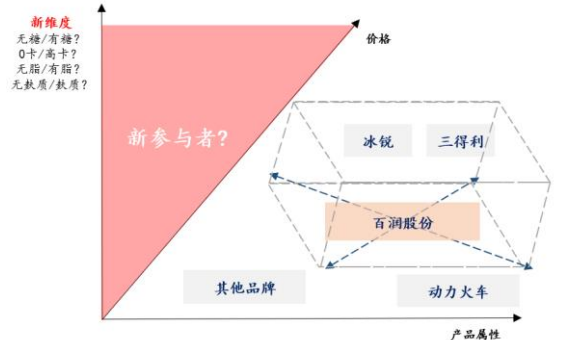 新维度
无糖/有糖?
0卡/高卡?
无脂/有脂?
无麸质/麸质?
价格
新参与者?
冰锐
三得利
百润股份
其他品牌
动力火车
产品属性